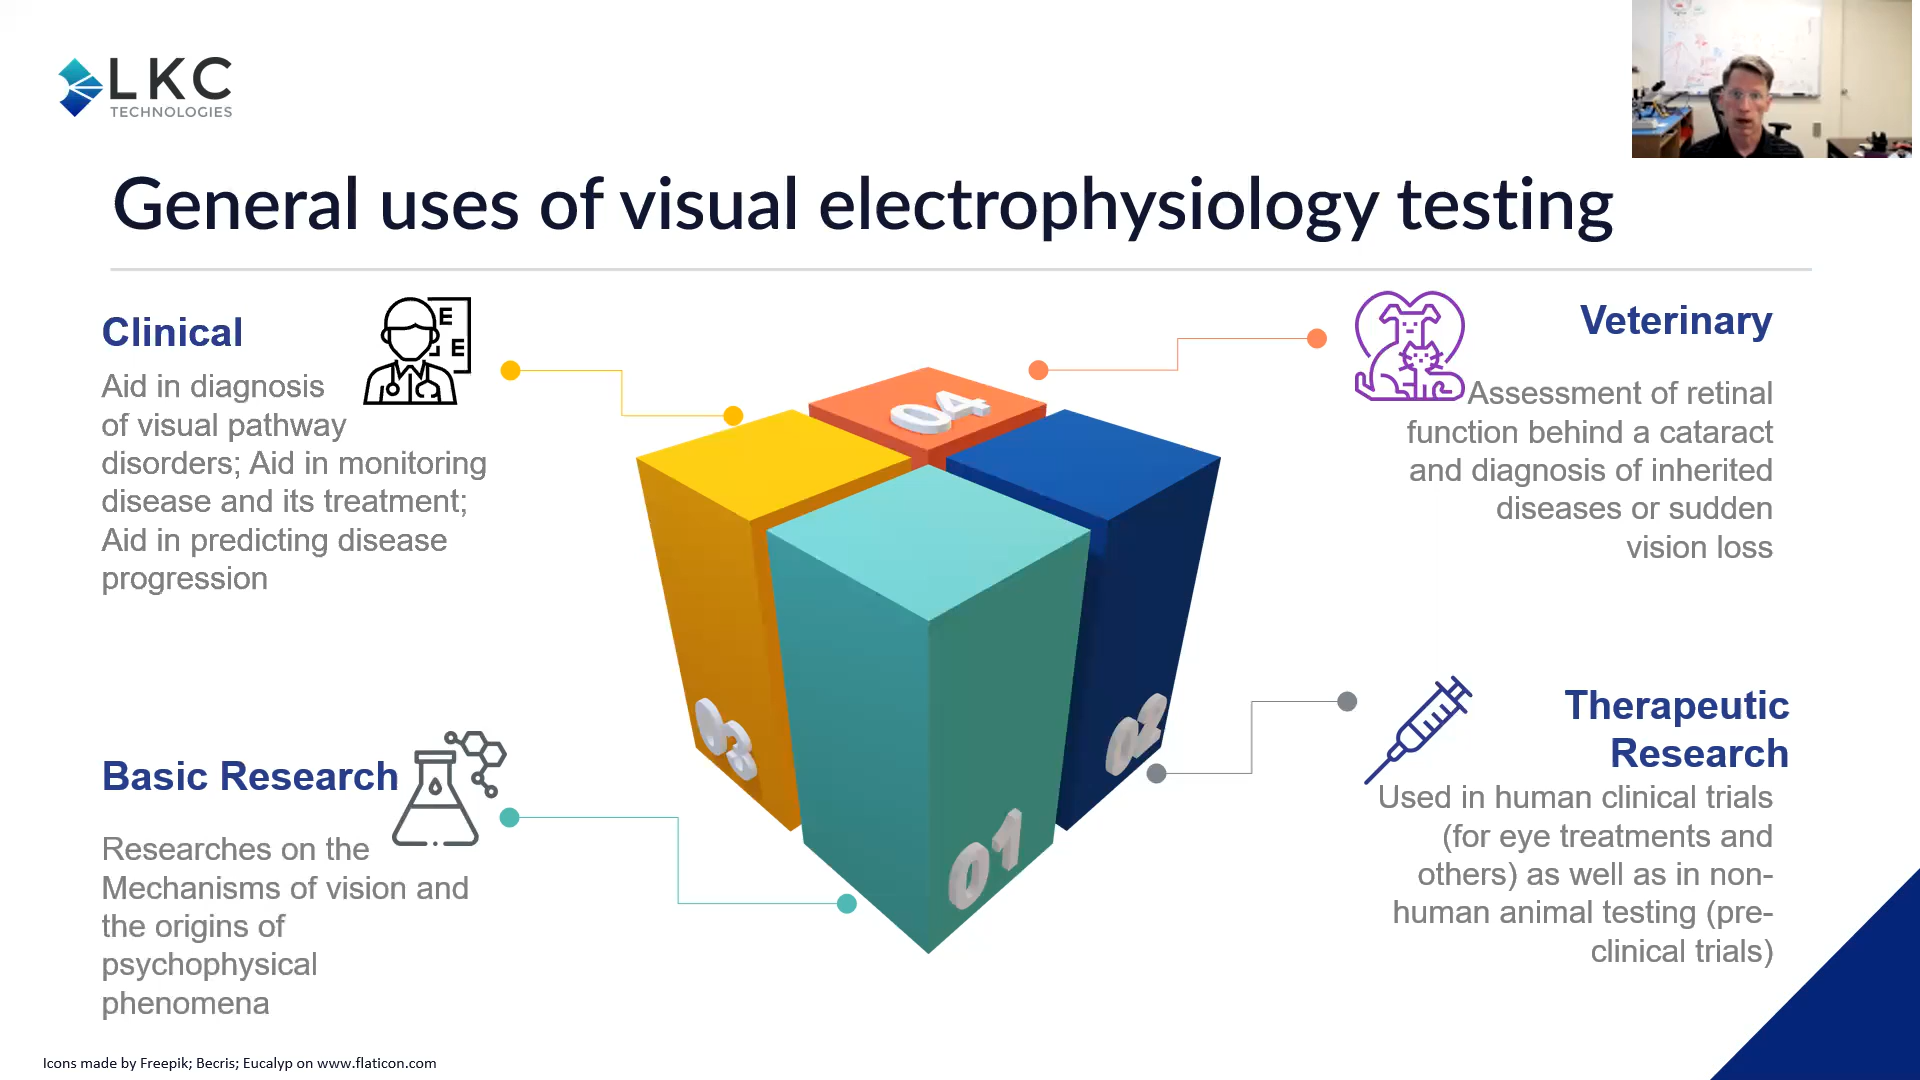 LKC
TECHNOLOGIES
General uses of visual electrophysiology testing
Clinical
E
E
Aid in diagnosis
of visual pathway
disorders; Aid in monitoring
disease and its treatment;
Aid in predicting disease
progression
Veterinary
Assessment of retinal
function behind a cataract
and diagnosis of inherited
diseases or sudden
vision loss
04
03
02
01
Basic Research
Researches on the
Mechanisms of vision and
the origins of
psychophysical
phenomena
Therapeutic
Research
Used in human clinical trials
(for eye treatments and
others) as well as in non-
human animal testing (pre-
clinical trials)
Icons made by Freepik; Becris; Eucalyp on www.flaticon.com